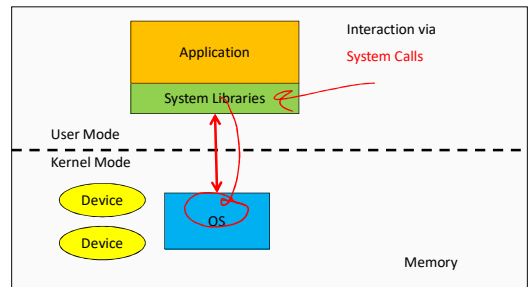 Interaction via
System Calls
Application
System Libraries
User Mode
Kernel Mode
Device
Device
OS
Memory